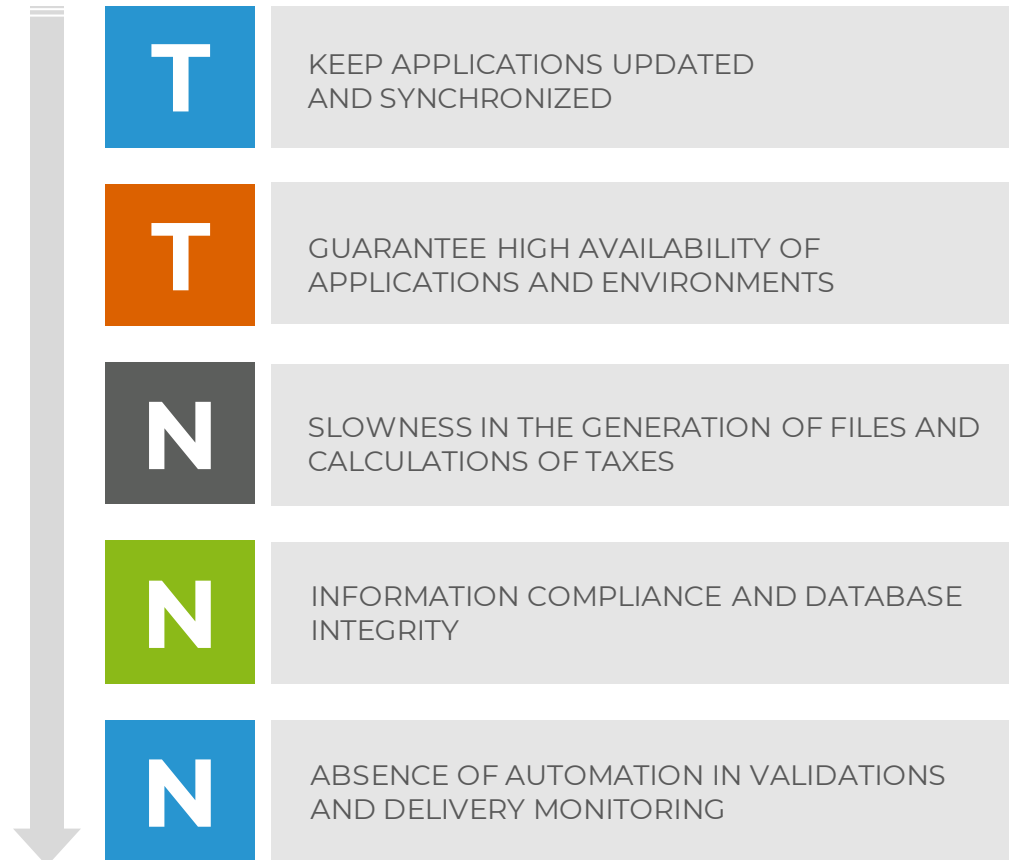 T
KEEP APPLICATIONS UPDATED
AND SYNCHRONIZED
T
GUARANTEE HIGH AVAILABILITY OF
APPLICATIONS AND ENVIRONMENTS
N
SLOWNESS IN THE GENERATION OF FILES AND
CALCULATIONS OF TAXES
N
INFORMATION COMPLIANCE AND DATABASE
INTEGRITY
N
ABSENCE OF AUTOMATION IN VALIDATIONS
AND DELIVERY MONITORING